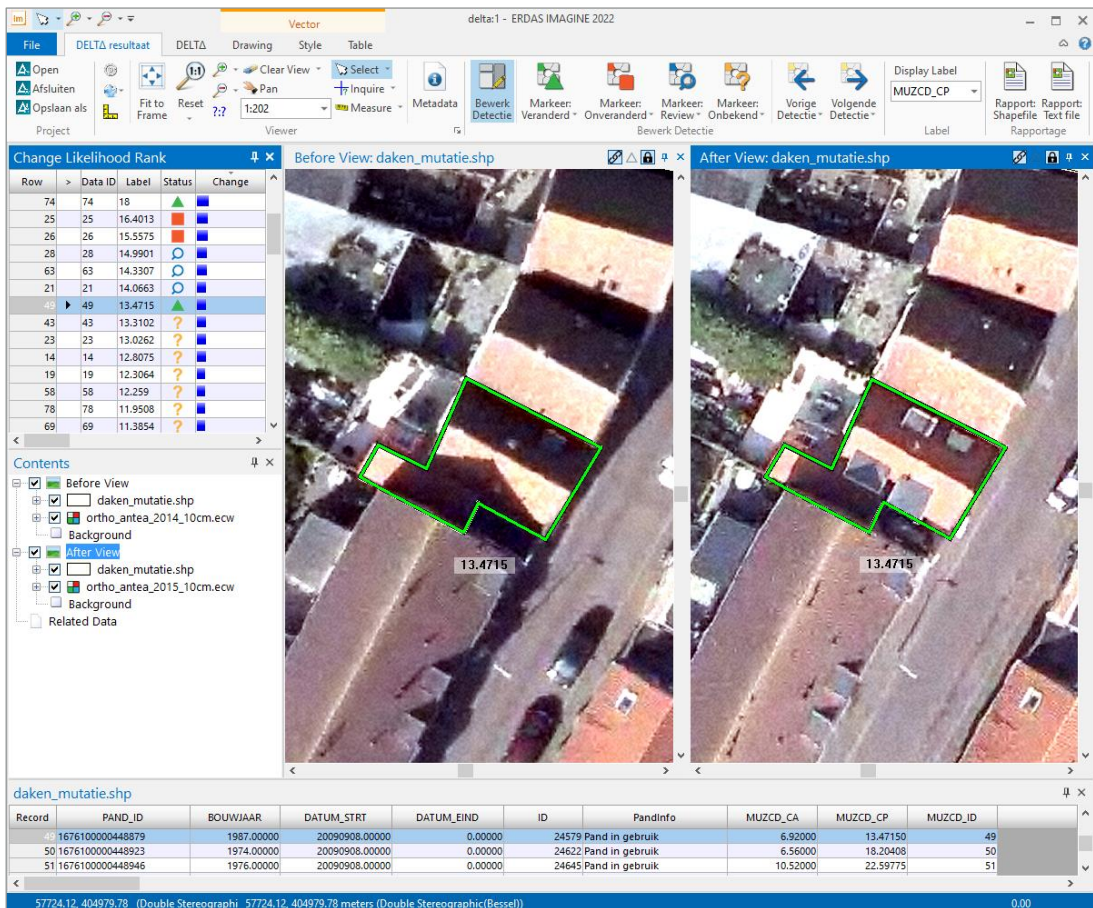 delta:1 - ERDAS IMAGINE 2022
Vector
File DELTΔ resultaat DELTΔ Drawing Style Table
Open
Afsluiten
Opslaan als
Project
Fit to Frame
1:1
Reset
Clear View
Pan
1:202
Select
Inquire
Measure
Viewer
Metadata
Bewerk Detectie
Markeer: Veranderd
Markeer: Onveranderd
Markeer: Review
Markeer: Onbekend
Vorige Detectie
Volgende Detectie
Bewerk Detectie
Display Label
MUZCD_CP
Label
Rapport: Shapefile
Rapport: Text file
Rapportage
Change Likelihood Rank
Row > Data ID Label Status Change
74 74 18
25 25 16.4013
26 26 15.5575
28 28 14.9901
63 63 14.3307
21 21 14.0663
49 49 13.4715
43 43 13.3102 ?
23 23 13.0262 ?
14 14 12.8075 ?
19 19 12.3064 ?
58 58 12.259 ?
78 78 11.9508 ?
69 69 11.3854 ?
Contents
Before View
daken_mutatie.shp
ortho_antea_2014_10cm.ecw
Background
After View
daken_mutatie.shp
ortho_antea_2015_10cm.ecw
Background
Related Data
Before View: daken_mutatie.shp
13.4715
After View: daken_mutatie.shp
13.4715
daken_mutatie.shp
Record PAND_ID BOUWJAAR DATUM_STRT DATUM_EIND ID PandInfo MUZCD_CA MUZCD_CP MUZCD_ID
49 1676100000448879 1987.00000 20090908.00000 0.00000 24579 Pand in gebruik 6.92000 13.47150 49
50 1676100000448923 1974.00000 20090908.00000 0.00000 24622 Pand in gebruik 6.56000 18.20408 50
51 1676100000448946 1976.00000 20090908.00000 0.00000 24645 Pand in gebruik 10.52000 22.59775 51
57724.12, 404979.78 (Double Stereographi 57724.12, 404979.78 meters (Double Stereographic(Bessel)) 0.00